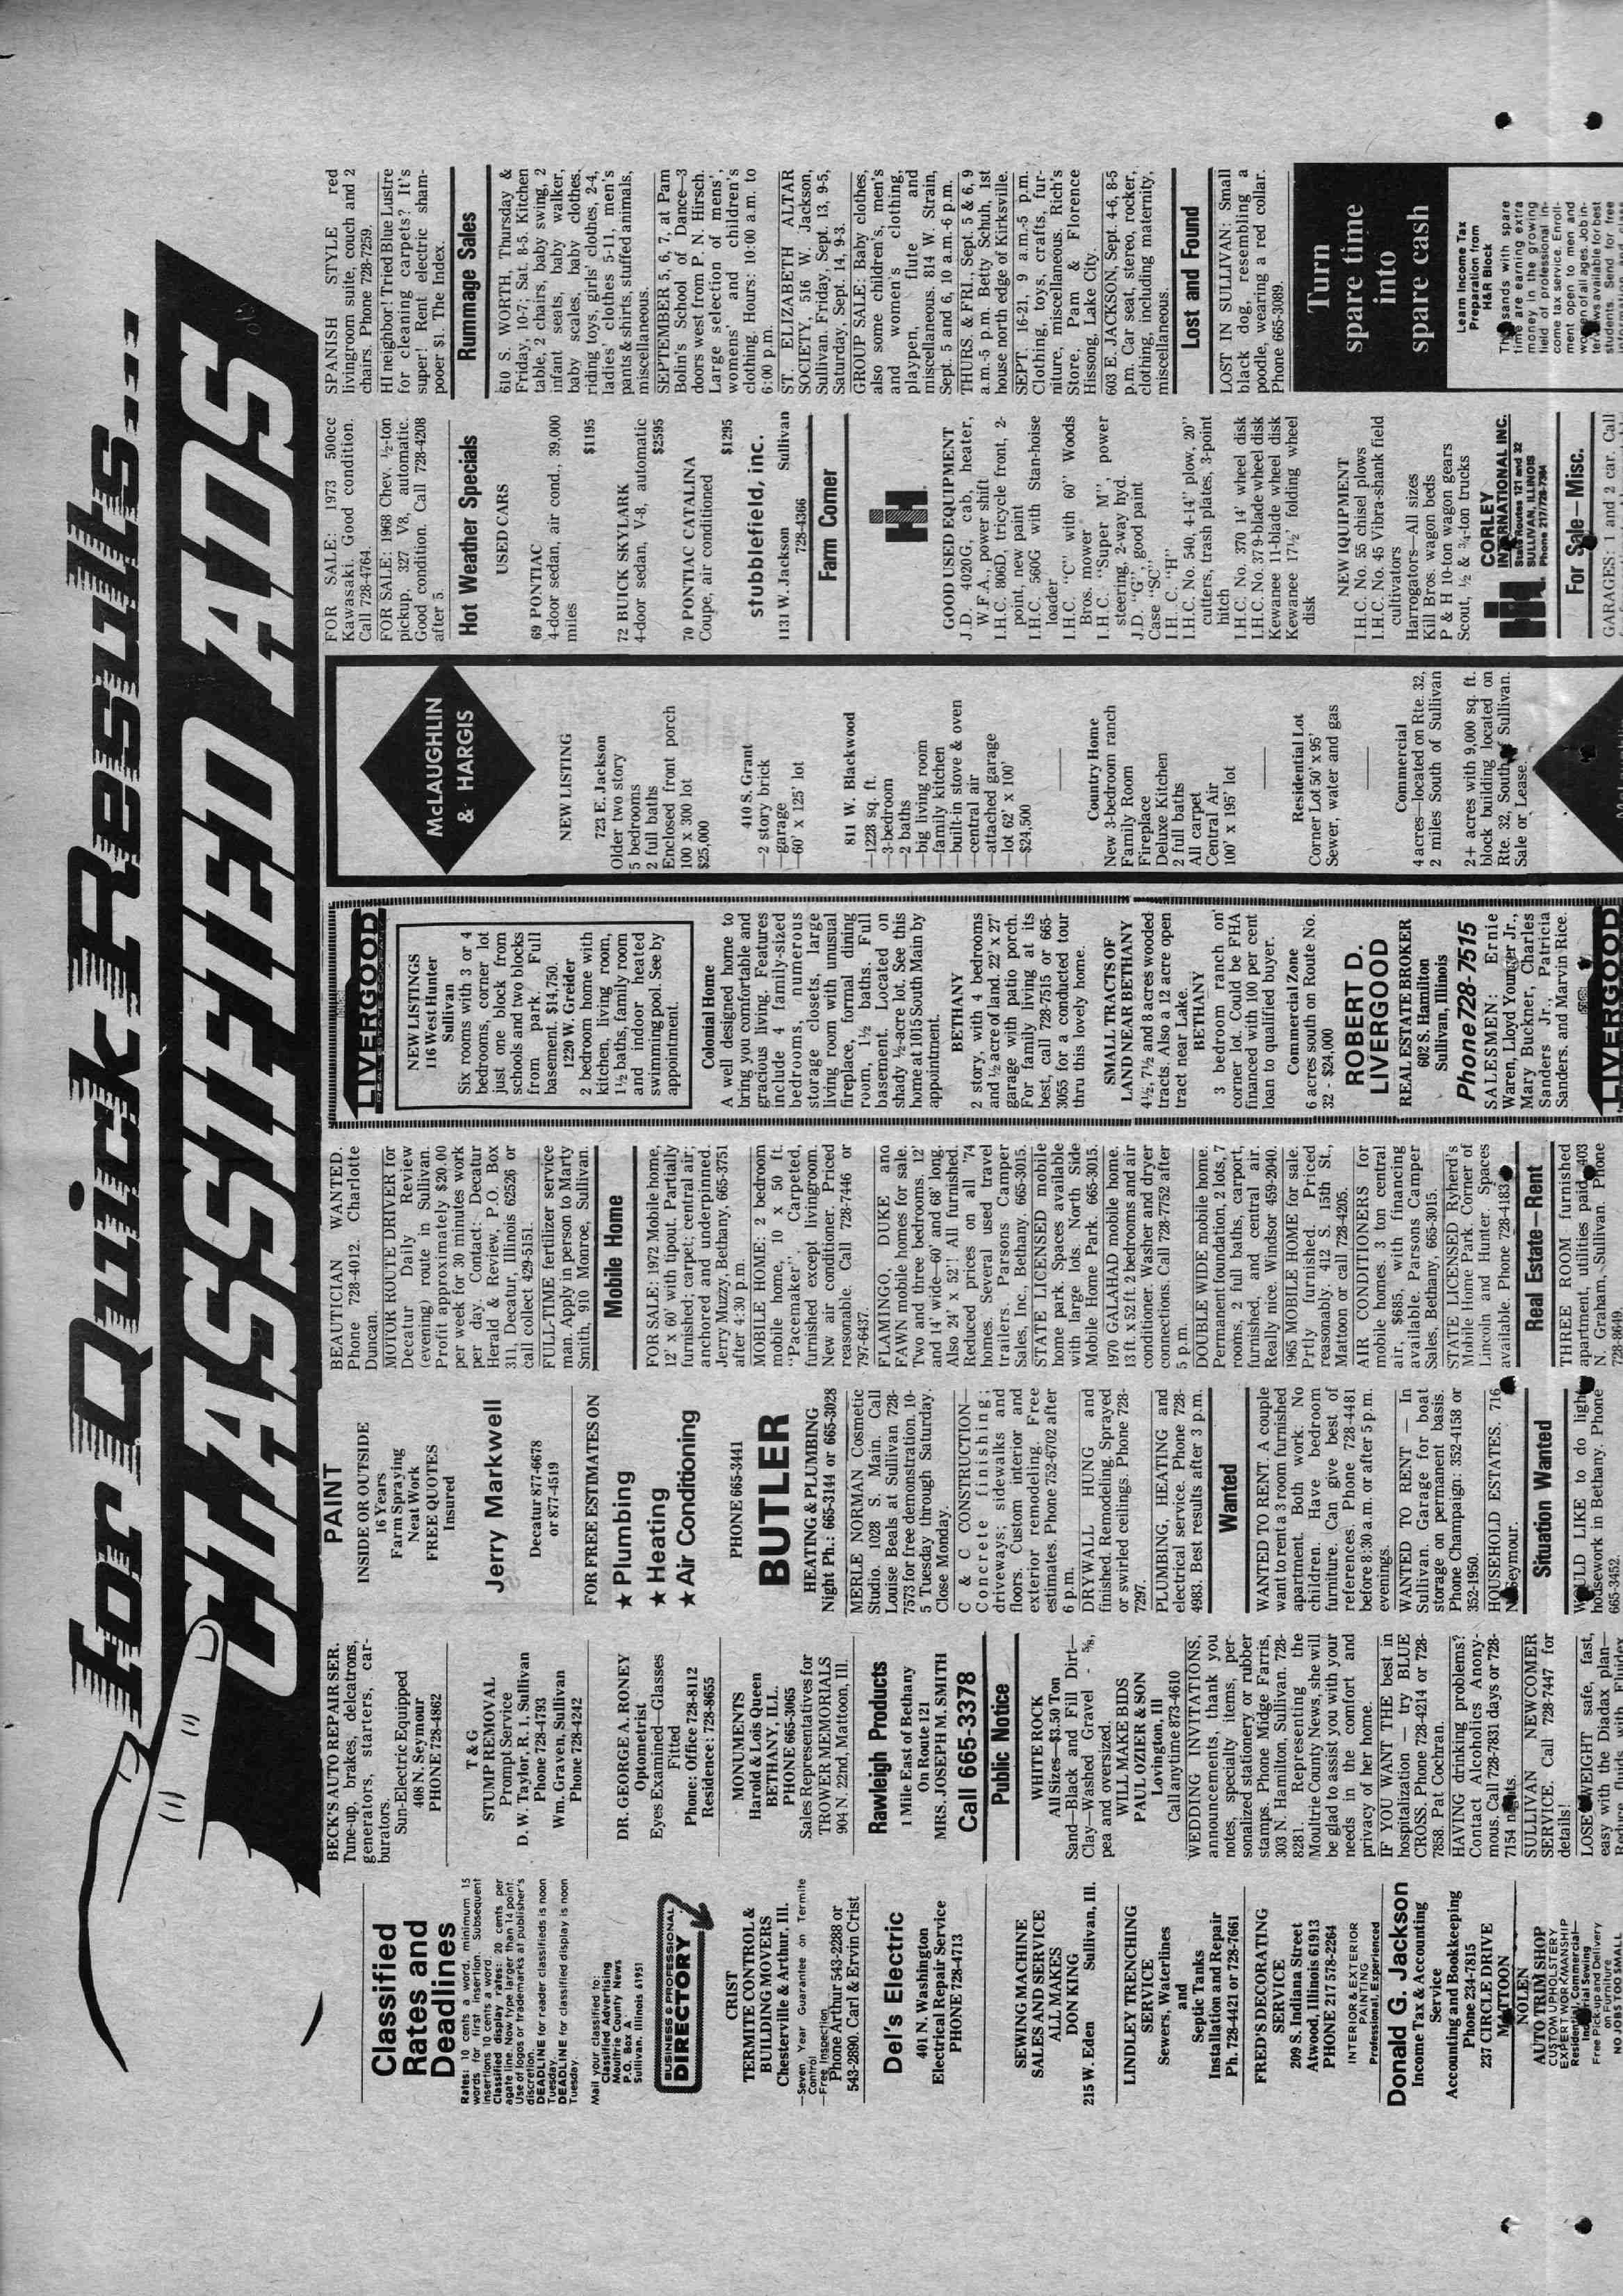 for Quick Results...
CLASSIFIED ADS
Classified
Rates and
Deadlines
Rates: 10 cents a word, minimum 15
words for first insertion. Subsequent
insertions 10 cents a word.
Classified display rates: 20 cents per
agate line. Now type larger than 14 point.
Use of logos or trademarks at publisher's
discretion.
DEADLINE for reader classifieds is noon
Tuesday.
DEADLINE for classified display is noon
Tuesday.
Mail your classified to:
Classified Advertising
Moultrie County News
P.O. Box A
Sullivan, Illinois 61951
BUSINESS & PROFESSIONAL
DIRECTORY
CRIST
TERMITE CONTROL &
BUILDING MOVERS
Chesterville & Arthur, Ill.
—Seven Year Guarantee on Termite
Control
—Free Inspection
Phone Arthur 543-2288 or
543-2890. Carl & Ervin Crist
Del's Electric
401 N. Washington
Electrical Repair Service
PHONE 728-4713
SEWING MACHINE
SALES AND SERVICE
ALL MAKES
DON KING
215 W. Eden Sullivan, Ill.
LINDLEY TRENCHING
SERVICE
Sewers, Waterlines
and
Septic Tanks
Installation and Repair
Ph. 728-4421 or 728-7661
FRED'S DECORATING
SERVICE
209 S. Indiana Street
Atwood, Illinois 61913
PHONE 217 578-2264
INTERIOR & EXTERIOR
PAINTING
Professional, Experienced
Donald G. Jackson
Income Tax & Accounting
Service
Accounting and Bookkeeping
Phone 234-7815
237 CIRCLE DRIVE
MATTOON
NOLEN
AUTO TRIM SHOP
CUSTOM UPHOLSTERY
EXPERT WORKMANSHIP
Residential, Commercial—
Industrial Sewing
Free Pick-up and Delivery
on Furniture
NO JOBS TOO SMALL
BECK'S AUTO REPAIR SER.
Tune-up, brakes, delcatrons,
generators, starters, car-
burators.
Sun-Electric Equipped
408 N. Seymour
PHONE 728-4862
T & G
STUMP REMOVAL
Prompt Service
D. W. Taylor, R. 1, Sullivan
Phone 728-4793
Wm. Graven, Sullivan
Phone 728-4242
DR. GEORGE A. RONEY
Optometrist
Eyes Examined—Glasses
Fitted
Phone: Office 728-8112
Residence: 728-8655
MONUMENTS
Harold & Lois Queen
BETHANY, ILL.
PHONE 665-3065
Sales Representatives for
TROWER MEMORIALS
904 N. 22nd, Mattoon, Ill.
Rawleigh Products
1 Mile East of Bethany
On Route 121
MRS. JOSEPH M. SMITH
Call 665-3378
Public Notice
WHITE ROCK
All Sizes—$3.50 Ton
Sand—Black and Fill Dirt—
Clay—Washed Gravel - 5/8,
pea and oversized.
WILL MAKE BIDS
PAUL OZIER & SON
Lovington, Ill
Call anytime 873-4610
WEDDING INVITATIONS,
announcements, thank you
notes, specialty items, per-
sonalized stationery or rubber
stamps. Phone Midge Farris,
303 N. Hamilton, Sullivan. 728-
8281. Representing the
Moultrie County News, she will
be glad to assist you with your
needs in the comfort and
privacy of her home.
IF YOU WANT THE best in
hospitalization — try BLUE
CROSS. Phone 728-4214 or 728-
7858. Pat Cochran.
HAVING drinking problems?
Contact Alcoholics Anony-
mous. Call 728-7831 days or 728-
7154 nights.
SULLIVAN NEWCOMER
SERVICE. Call 728-7447 for
details!
LOSE WEIGHT safe, fast,
easy with the Diadax plan—
Reduce fluids with Fluidex
PAINT
INSIDE OR OUTSIDE
16 Years
Farm Spraying
Neat Work
FREE QUOTES
Insured
Jerry Markwell
Decatur 877-6678
or 877-4519
FOR FREE ESTIMATES ON
★ Plumbing
★ Heating
★ Air Conditioning
PHONE 665-3441
BUTLER
HEATING & PLUMBING
Night Ph.: 665-3144 or 665-3028
MERLE NORMAN Cosmetic
Studio. 1028 S. Main. Call
Louise Beals at Sullivan 728-
7573 for free demonstration. 10-
5 Tuesday through Saturday.
Close Monday.
C & C CONSTRUCTION—
Concrete finishing;
driveways; sidewalks and
floors. Custom interior and
exterior remodeling. Free
estimates. Phone 752-6702 after
6 p.m.
DRYWALL HUNG and
finished. Remodeling, Sprayed
or swirled ceilings. Phone 728-
7297.
PLUMBING, HEATING and
electrical service. Phone 728-
4983. Best results after 3 p.m.
Wanted
WANTED TO RENT. A couple
want to rent a 3 room furnished
apartment. Both work. No
children. Have bedroom
furniture. Can give best of
references. Phone 728-4481
before 8:30 a.m. or after 5 p.m.
evenings.
WANTED TO RENT — In
Sullivan. Garage for boat
storage on permanent basis.
Phone Champaign: 352-4158 or
352-1950.
HOUSEHOLD ESTATES. 716
N. Seymour.
Situation Wanted
WOULD LIKE to do light
housework in Bethany. Phone
665-3452.
BEAUTICIAN WANTED.
Phone 728-4012. Charlotte
Duncan.
MOTOR ROUTE DRIVER for
Decatur Daily Review
(evening) route in Sullivan.
Profit approximately $20.00
per week for 30 minutes work
per day. Contact: Decatur
Herald & Review, P.O. Box
311, Decatur, Illinois 62526 or
call collect 429-5151.
FULL-TIME fertilizer service
man. Apply in person to Marty
Smith, 910 Monroe, Sullivan.
Mobile Home
FOR SALE: 1972 Mobile home,
12' x 60' with tipout. Partially
furnished; carpet; central air;
anchored and underpinned.
Jerry Muzzy, Bethany, 665-3751
after 4:30 p.m.
MOBILE HOME: 2 bedroom
mobile home, 10 x 50 ft.
"Pacemaker". Carpeted,
furnished except livingroom.
New air conditioner. Priced
reasonable. Call 728-7446 or
797-6437.
FLAMINGO, DUKE and
FAWN mobile homes for sale.
Two and three bedrooms. 12'
and 14' wide—60' and 68' long.
Also 24' x 52'! All furnished.
Reduced prices on all '74
homes. Several used travel
trailers. Parsons Camper
Sales, Inc., Bethany. 665-3015.
STATE LICENSED mobile
home park. Spaces available
with large lots. North Side
Mobile Home Park. 665-3015.
1970 GALAHAD mobile home.
13 ft. x 52 ft. 2 bedrooms and air
conditioner. Washer and dryer
connections. Call 728-7752 after
5 p.m.
DOUBLE WIDE mobile home.
Permanent foundation, 2 lots, 7
rooms, 2 full baths, carport,
furnished, and central air.
Really nice. Windsor 459-2040.
1965 MOBILE HOME for sale.
Prtly furnished. Priced
reasonably. 412 S. 15th St.,
Mattoon or call 728-4205.
AIR CONDITIONERS for
mobile homes. 3 ton central
air, $685, with financing
available. Parsons Camper
Sales, Bethany, 665-3015.
STATE LICENSED Ryherd's
Mobile Home Park. Corner of
Lincoln and Hunter. Spaces
available. Phone 728-4183
Real Estate—Rent
THREE ROOM furnished
apartment, utilities paid. 403
N. Graham, Sullivan. Phone
728-8649.
LIVERGOOD
NEW LISTINGS
116 West Hunter
Sullivan
Six rooms with 3 or 4
bedrooms, corner lot
just one block from
schools and two blocks
from park. Full
basement. $14,750.
1220 W. Greider
2 bedroom home with
kitchen, living room,
1½ baths, family room
and indoor heated
swimming pool. See by
appointment.
Colonial Home
A well designed home to
bring you comfortable and
gracious living. Features
include 4 family-sized
bedrooms, numerous
storage closets, large
living room with unusual
fireplace, formal dining
room, 1½ baths, Full
basement. Located on
shady ½-acre lot. See this
home at 1015 South Main by
appointment.
BETHANY
2 story, with 4 bedrooms
and ½ acre of land. 22' x 27'
garage with patio porch.
For family living at its
best, call 728-7515 or 665-
3055 for a conducted tour
thru this lovely home.
SMALL TRACTS OF
LAND NEAR BETHANY
4½, 7½ and 8 acres wooded
tracts. Also a 12 acre open
tract near Lake.
BETHANY
3 bedroom ranch on
corner lot. Could be FHA
financed with 100 per cent
loan to qualified buyer.
Commercial Zone
6 acres south on Route No.
32 - $24,000
ROBERT D.
LIVERGOOD
REAL ESTATE BROKER
602 S. Hamilton
Sullivan, Illinois
Phone 728-7515
SALESMEN: Ernie
Waren, Lloyd Younger Jr.,
Mary Buckner, Charles
Sanders Jr., Patricia
Sanders, and Marvin Rice.
LIVERGOOD
McLAUGHLIN
& HARGIS
NEW LISTING
723 E. Jackson
Older two story
5 bedrooms
2 full baths
Enclosed front porch
100 x 300 lot
$25,000
410 S. Grant
—2 story brick
—garage
—60' x 125' lot
811 W. Blackwood
—1228 sq. ft.
—3-bedroom
—2 baths
—big living room
—family kitchen
—built-in stove & oven
—central air
—attached garage
—lot 62' x 100'
—$24,500
Country Home
New 3-bedroom ranch
Family Room
Fireplace
Deluxe Kitchen
2 full baths
All carpet
Central Air
100' x 195' lot
Residential Lot
Corner Lot 50' x 95'
Sewer, water and gas
Commercial
4 acres—located on Rte. 32,
2 miles South of Sullivan
2+ acres with 9,000 sq. ft.
block building located on
Rte. 32, South of Sullivan.
Sale or Lease.
FOR SALE: 1973 500cc
Kawasaki. Good condition.
Call 728-4764.
FOR SALE: 1968 Chev. ½-ton
pickup, 327 V8, automatic.
Good condition. Call 728-4208
after 5.
Hot Weather Specials
USED CARS
69 PONTIAC
4-door sedan, air cond., 39,000
miles $1195
72 BUICK SKYLARK
4-door sedan, V-8, automatic
$2595
70 PONTIAC CATALINA
Coupe, air conditioned
$1295
stubblefield, inc.
1131 W. Jackson Sullivan
728-4366
Farm Corner
GOOD USED EQUIPMENT
J.D. 4020G, cab, heater,
W.F.A., power shift
I.H.C. 806D, tricycle front, 2-
point, new paint
I.H.C. 560G with Stan-hoise
loader
I.H.C. "C" with 60" Woods
Bros. mower
I H.C. "Super M", power
steering, 2-way hyd.
J.D. "G", good paint
Case "SC"
I.H.C. "H"
I.H.C. No. 540, 4-14" plow, 20"
cutters, trash plates, 3-point
hitch
I.H.C. No. 370 14' wheel disk
I.H.C. No. 37 9-blade wheel disk
Kewanee 11-blade wheel disk
Kewanee 17½' folding wheel
disk
NEW IQUIPMENT
I.H.C. No. 55 chisel plows
I.H.C. No. 45 Vibra-shank field
cultivators
Harrogators—All sizes
Kill Bros. wagon beds
P & H 10-ton wagon gears
Scout, ½ & ¾-ton trucks
CORLEY
INTERNATIONAL INC.
State Routes 121 and 32
SULLIVAN, ILLINOIS
Phone 217/728-7364
For Sale—Misc.
GARAGES: 1 and 2 car. Call
SPANISH STYLE red
livingroom suite, couch and 2
chairs. Phone 728-7259.
HI neighbor! Tried Blue Lustre
for cleaning carpets? It's
super! Rent electric sham-
pooer $1. The Index.
Rummage Sales
610 S. WORTH, Thursday &
Friday, 10-7; Sat. 8-5. Kitchen
table, 2 chairs, baby swing, 2
infant seats, baby walker,
baby scales, baby clothes,
riding toys, girls' clothes, 2-4,
ladies' clothes 5-11, men's
pants & shirts, stuffed animals,
miscellaneous.
SEPTEMBER 5, 6, 7, at Pam
Bolin's School of Dance—3
doors west from P. N. Hirsch.
Large selection of mens',
womens' and children's
clothing. Hours: 10:00 a.m. to
6:00 p.m.
ST. ELIZABETH ALTAR
SOCIETY, 516 W. Jackson,
Sullivan. Friday, Sept. 13, 9-5,
Saturday, Sept. 14, 9-3.
GROUP SALE: Baby clothes,
also some children's, men's
and women's clothing,
playpen, flute and
miscellaneous. 814 W. Strain,
Sept. 5 and 6, 10 a.m.-6 p.m.
THURS. & FRI., Sept. 5 & 6, 9
a.m.-5 p.m. Betty Schuh, 1st
house north edge of Kirksville.
SEPT. 16-21, 9 a.m.-5 p.m.
Clothing, toys, crafts, fur-
niture, miscellaneous. Rich's
Store, Pam & Florence
Hissong, Lake City.
603 E. JACKSON, Sept. 4-6, 8-5
p.m. Car seat, stereo, rocker,
clothing, including maternity,
miscellaneous.
Lost and Found
LOST IN SULLIVAN: Small
black dog, resembling a
poodle, wearing a red collar.
Phone 665-3089.
Turn
spare time
into
spare cash
Learn Income Tax
Preparation from
H&R Block
Thousands with spare
time are earning extra
money in the growing
field of professional in-
come tax service. Enroll-
ment open to men and
women of all ages. Job in-
terviews available for best
students. Send for free